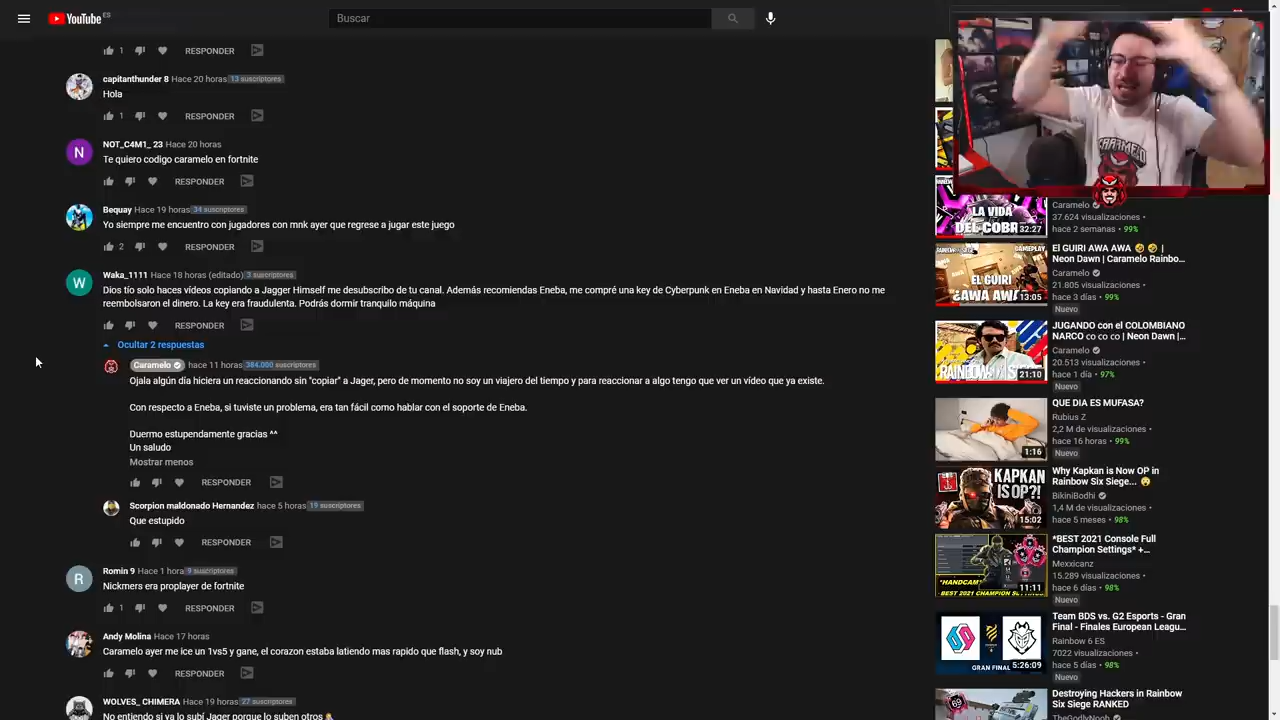 YouTube ES
Buscar
1 RESPONDER
capitanthunder 8 Hace 20 horas 13 suscriptores
Hola
1 RESPONDER
NOT_C4M1_ 23 Hace 20 horas
Te quiero codigo caramelo en fortnite
RESPONDER
Bequay Hace 19 horas 34 suscriptores
Yo siempre me encuentro con jugadores con mnk ayer que regrese a jugar este juego
2 RESPONDER
Waka_1111 Hace 18 horas (editado) 3 suscriptores
Dios tío solo haces vídeos copiando a Jager Himself me desubscribo de tu canal. Además recomiendas Eneba, me compré una key de Cyberpunk en Eneba en Navidad y hasta Enero no me
reembolsaron el dinero. La key era fraudulenta. Podrás dormir tranquilo máquina
RESPONDER
Ocultar 2 respuestas
Caramelo hace 11 horas 384.000 suscriptores
Ojala algún día hiciera un reaccionando sin "copiar" a Jager, pero de momento no soy un viajero del tiempo y para reaccionar a algo tengo que ver un vídeo que ya existe.
Con respecto a Eneba, si tuviste un problema, era tan fácil como hablar con el soporte de Eneba.
Duermo estupendamente gracias ^^
Un saludo
Mostrar menos
RESPONDER
Scorpion maldonado Hernandez hace 5 horas 19 suscriptores
Que estupido
RESPONDER
Romin 9 Hace 1 hora 9 suscriptores
Nickmers era proplayer de fortnite
1 RESPONDER
Andy Molina Hace 17 horas
Caramelo ayer me ice un 1vs5 y gane, el corazon estaba latiendo mas rapido que flash, y soy nub
RESPONDER
WOLVES_ CHIMERA Hace 19 horas 27 suscriptores
No entiendo si ya lo subí Jager porque lo suben otros
CARAMELO
LA VIDA
DEL COBR
32:27
Caramelo
37.624 visualizaciones •
hace 2 semanas • 99%
EL GUIRI
¿AWA AWA
13:05
El GUIRI AWA AWA 🤣 🤣 |
Neon Dawn | Caramelo Rainbo...
Caramelo
21.805 visualizaciones •
hace 3 días • 99%
Nuevo
21:10
JUGANDO con el COLOMBIANO
NARCO co co co | Neon Dawn |...
Caramelo
20.513 visualizaciones •
hace 1 día • 97%
Nuevo
1:16
QUE DIA ES MUFASA?
Rubius Z
2,2 M de visualizaciones •
hace 16 horas • 99%
Nuevo
KAPKAN
IS OP?!
15:02
Why Kapkan is Now OP in
Rainbow Six Siege... 😯
BikiniBodhi
1,4 M de visualizaciones •
hace 5 meses • 98%
*HANDCAM
*BEST 2021 CHAMPION SETTINGS*
11:11
*BEST 2021 Console Full
Champion Settings* +...
Mexxicanz
15.289 visualizaciones •
hace 6 días • 98%
Nuevo
GRAN FINAL
5:26:09
Team BDS vs. G2 Esports - Gran
Final - Finales European Leagu...
Rainbow 6 ES
7022 visualizaciones •
hace 5 días • 98%
Nuevo
Destroying Hackers in Rainbow
Six Siege RANKED
TheGodlyNoob